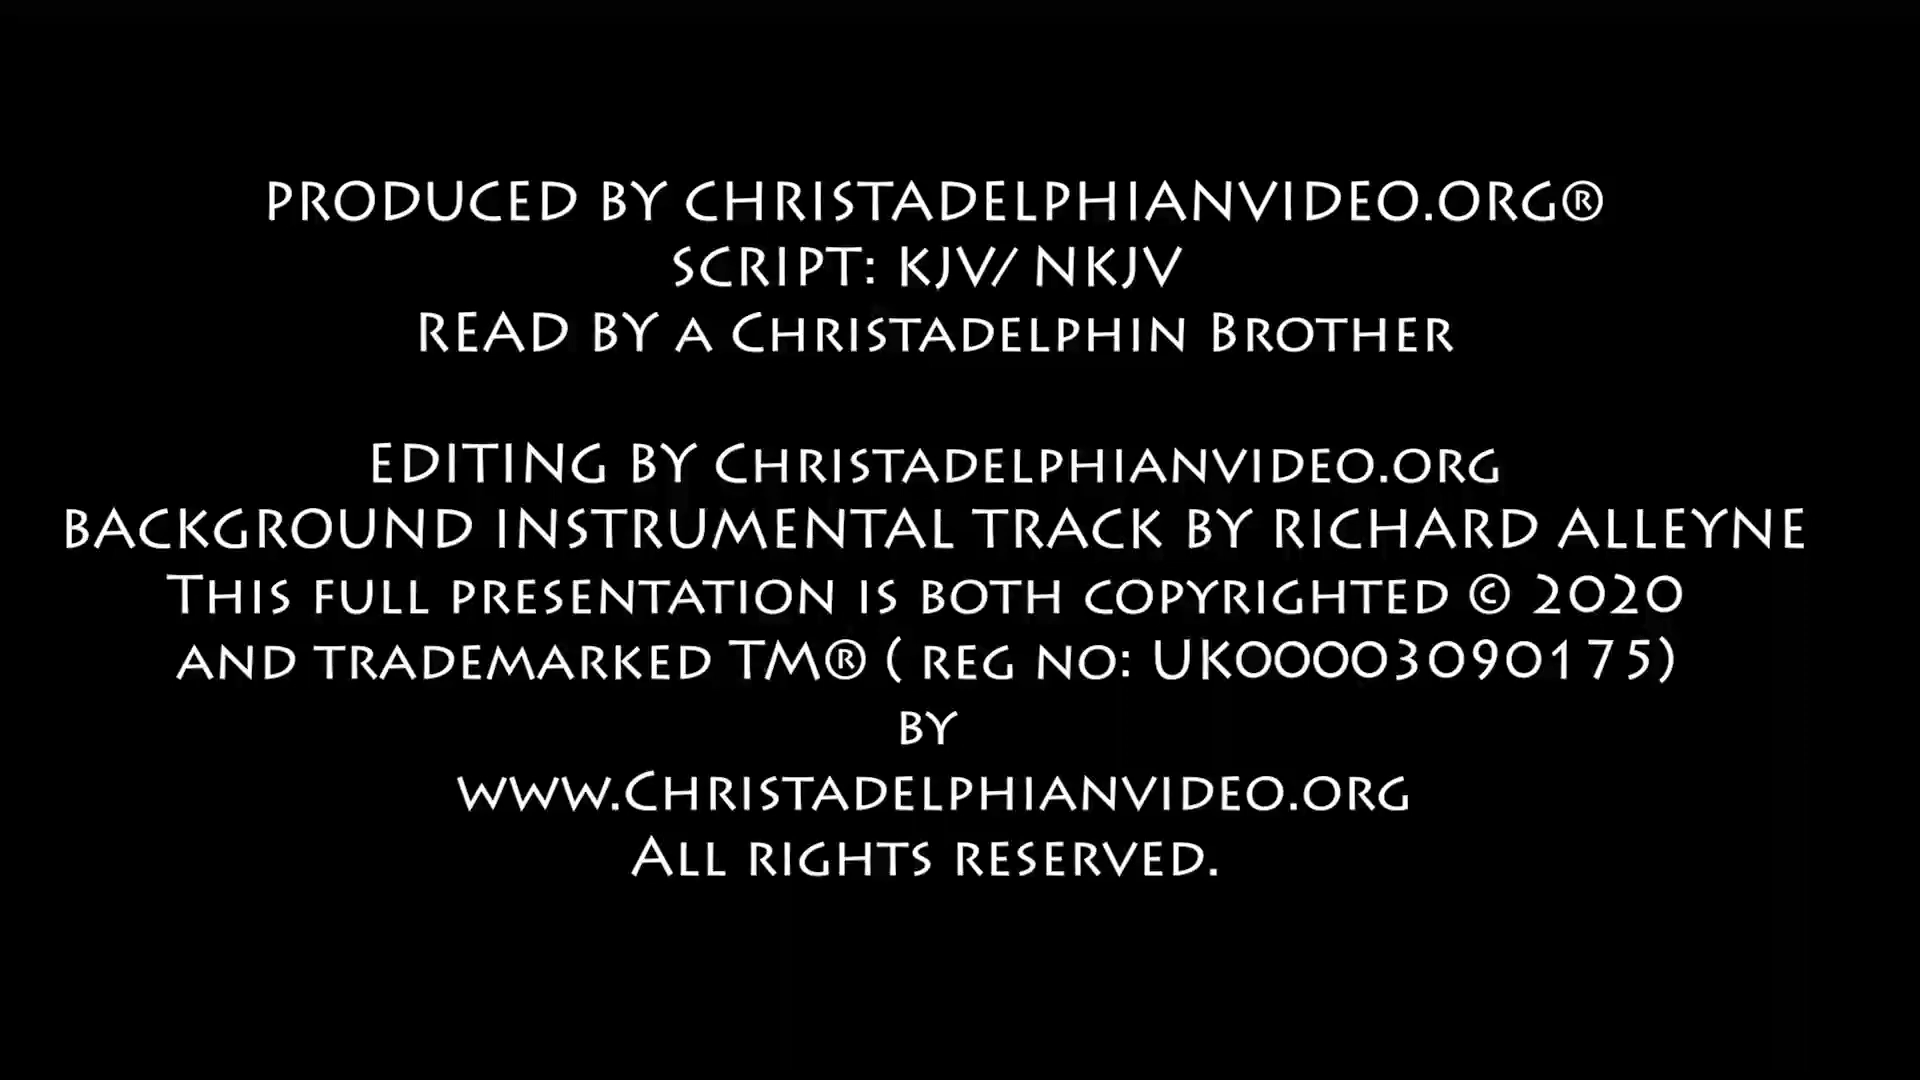 PRODUCED BY CHRISTADELPHIANVIDEO.ORG®
SCRIPT: KJV/ NKJV
READ BY A CHRISTADELPHIN BROTHER
EDITING BY CHRISTADELPHIANVIDEO.ORG
BACKGROUND INSTRUMENTAL TRACK BY RICHARD ALLEYNE
THIS FULL PRESENTATION IS BOTH COPYRIGHTED © 2020
AND TRADEMARKED TM® ( REG NO: UK00003090175)
BY
WWW.CHRISTADELPHIANVIDEO.ORG
ALL RIGHTS RESERVED.